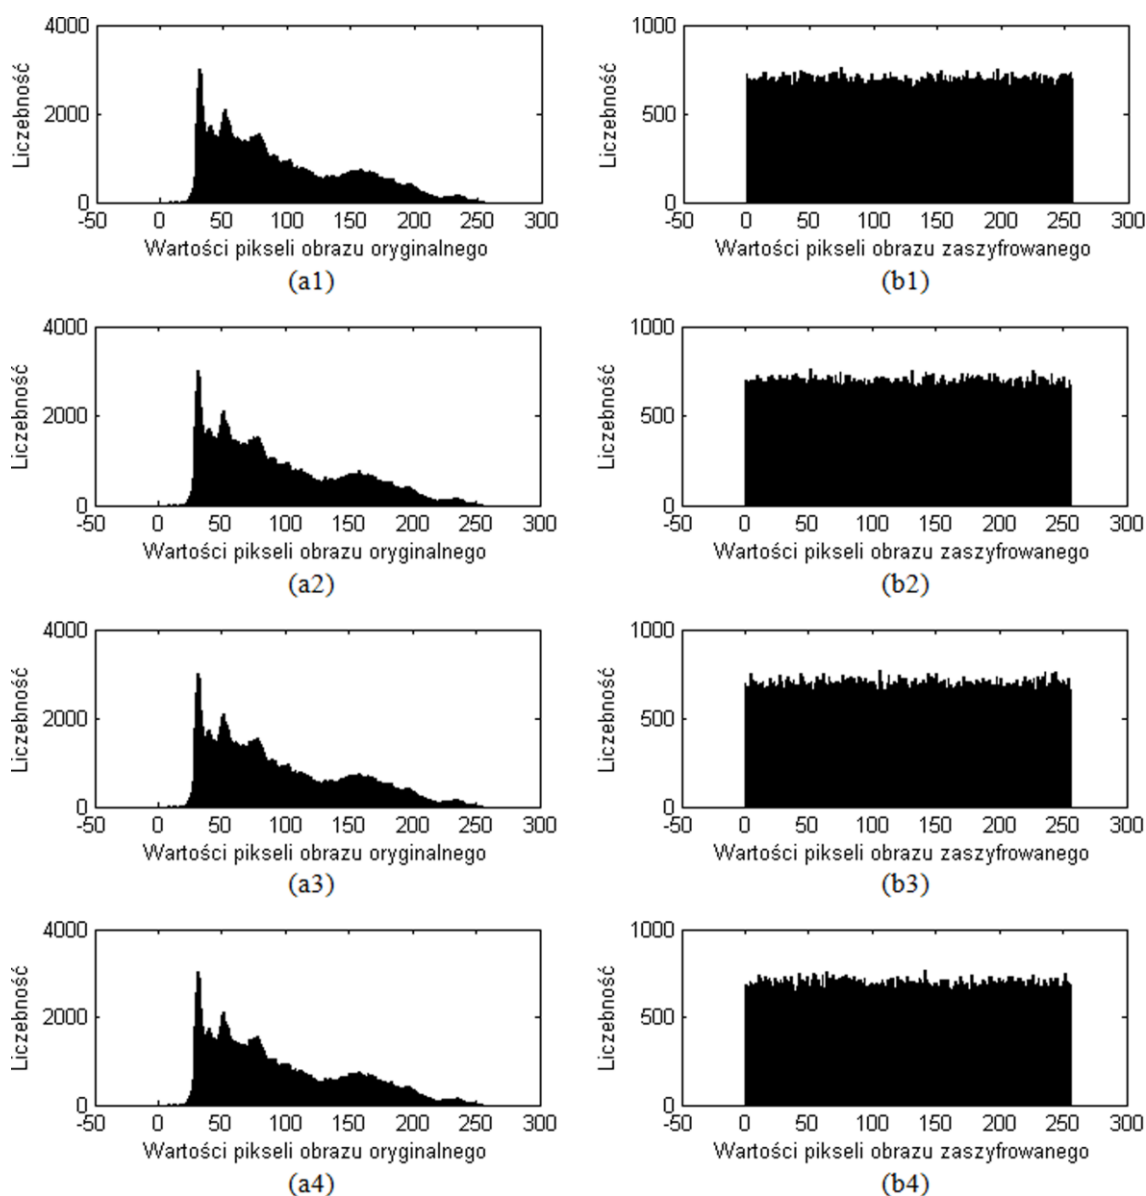 4000
2000
0
-50 0 50 100 150 200 250 300
Liczebność
Wartości pikseli obrazu oryginalnego
(a1)
1000
500
0
-50 0 50 100 150 200 250 300
Liczebność
Wartości pikseli obrazu zaszyfrowanego
(b1)
4000
2000
0
-50 0 50 100 150 200 250 300
Liczebność
Wartości pikseli obrazu oryginalnego
(a2)
1000
500
0
-50 0 50 100 150 200 250 300
Liczebność
Wartości pikseli obrazu zaszyfrowanego
(b2)
4000
2000
0
-50 0 50 100 150 200 250 300
Liczebność
Wartości pikseli obrazu oryginalnego
(a3)
1000
500
0
-50 0 50 100 150 200 250 300
Liczebność
Wartości pikseli obrazu zaszyfrowanego
(b3)
4000
2000
0
-50 0 50 100 150 200 250 300
Liczebność
Wartości pikseli obrazu oryginalnego
(a4)
1000
500
0
-50 0 50 100 150 200 250 300
Liczebność
Wartości pikseli obrazu zaszyfrowanego
(b4)